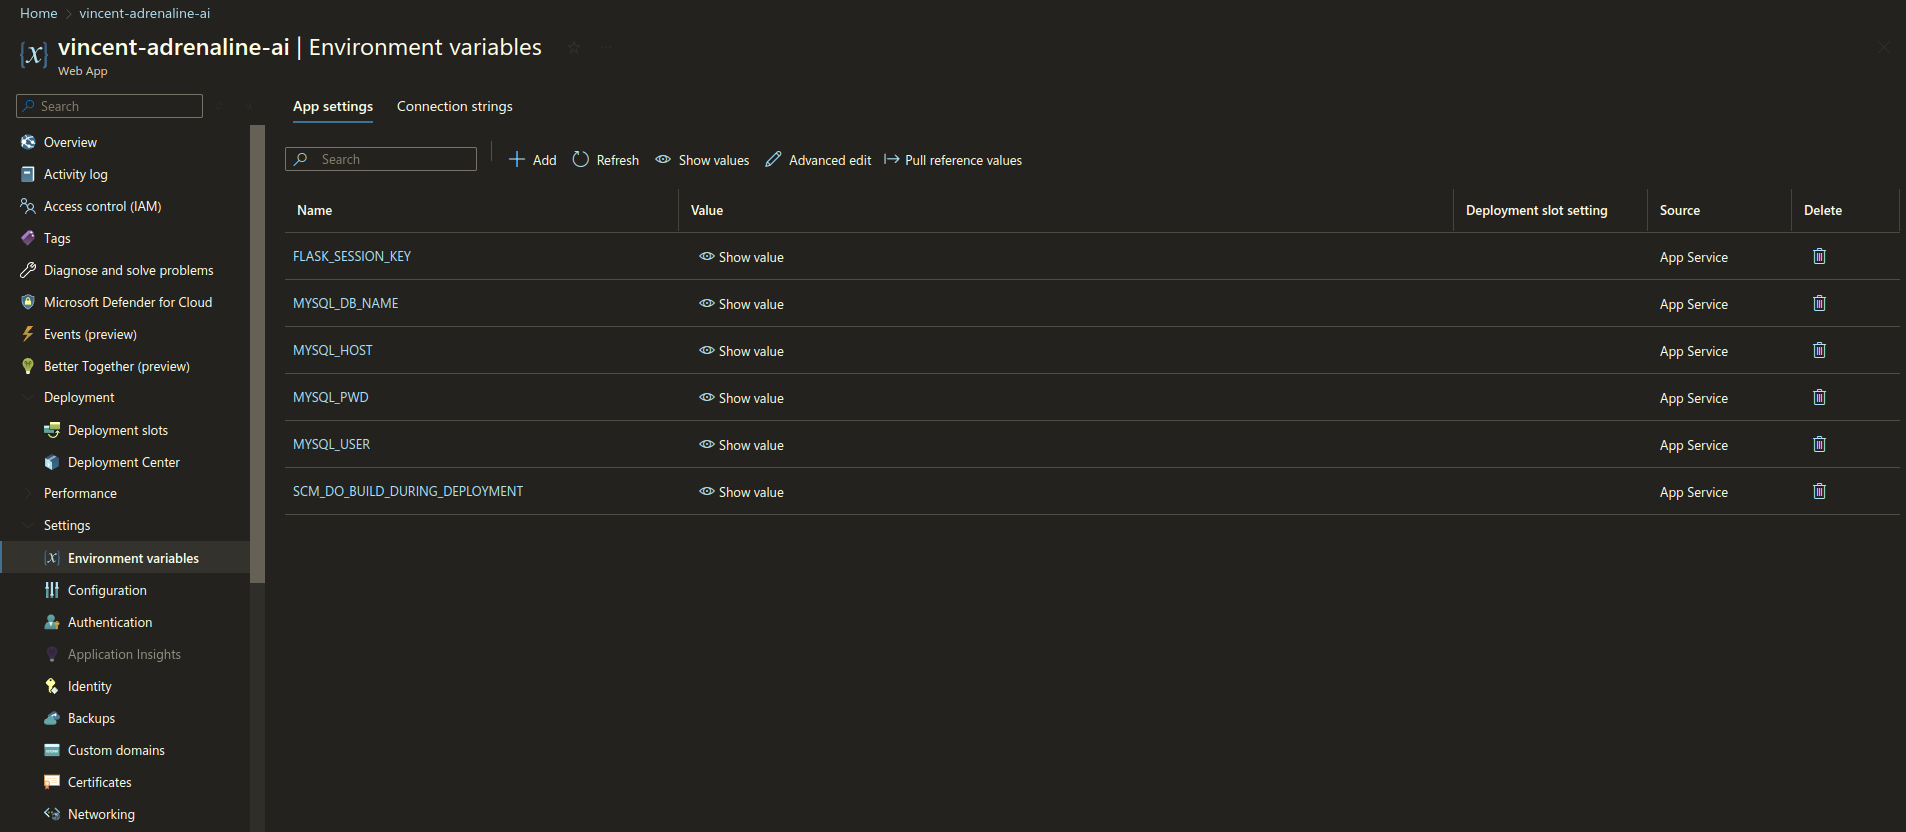 Home > vincent-adrenaline-ai
vincent-adrenaline-ai | Environment variables
Web App
Search
Overview
Activity log
Access control (IAM)
Tags
Diagnose and solve problems
Microsoft Defender for Cloud
Events (preview)
Better Together (preview)
Deployment
Deployment slots
Deployment Center
Performance
Settings
Environment variables
Configuration
Authentication
Application Insights
Identity
Backups
Custom domains
Certificates
Networking
App settings Connection strings
Search Add Refresh Show values Advanced edit Pull reference values
Name Value Deployment slot setting Source Delete
FLASK_SESSION_KEY Show value App Service
MYSQL_DB_NAME Show value App Service
MYSQL_HOST Show value App Service
MYSQL_PWD Show value App Service
MYSQL_USER Show value App Service
SCM_DO_BUILD_DURING_DEPLOYMENT Show value App Service